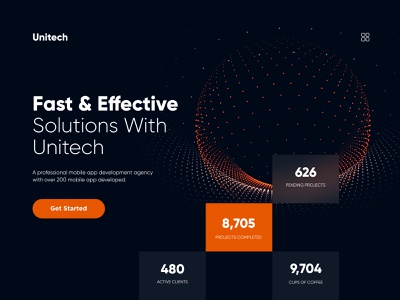 Unitech
Fast & Effective
Solutions With
Unitech
A professional mobile app development agency
with over 200 mobile app developed.
Get Started
626
PENDING PROJECTS
8,705
PROJECTS COMPLETED
480
ACTIVE CLIENTS
9,704
CUPS OF COFFEE